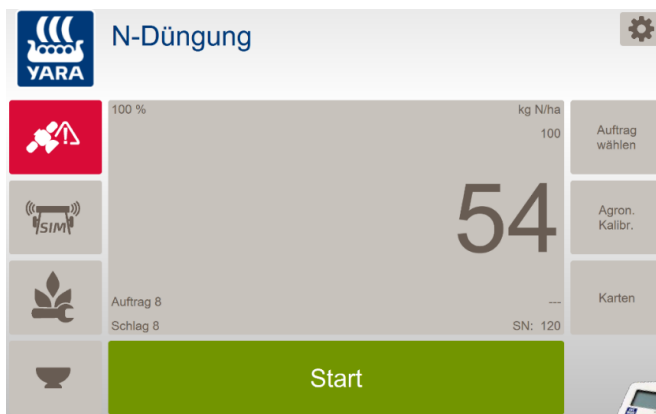 YARA
N-Düngung
100 %
kg N/ha
100
54
Auftrag 8
---
Schlag 8
SN: 120
SIM
Auftrag
wählen
Agron.
Kalibr.
Karten
Start